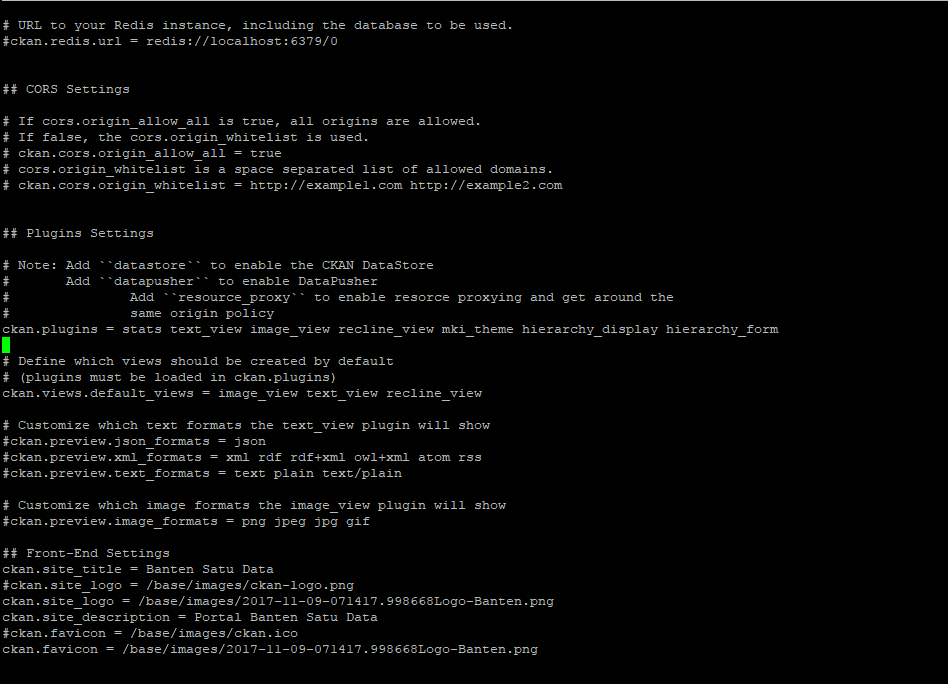 # URL to your Redis instance, including the database to be used.
#ckan.redis.url = redis://localhost:6379/0
## CORS Settings
# If cors.origin_allow_all is true, all origins are allowed.
# If false, the cors.origin_whitelist is used.
# ckan.cors.origin_allow_all = true
# cors.origin_whitelist is a space separated list of allowed domains.
# ckan.cors.origin_whitelist = http://example1.com http://example2.com
## Plugins Settings
# Note: Add ``datastore`` to enable the CKAN DataStore
#       Add ``datapusher`` to enable DataPusher
#               Add ``resource_proxy`` to enable resorce proxying and get around the
#               same origin policy
ckan.plugins = stats text_view image_view recline_view mki_theme hierarchy_display hierarchy_form
# Define which views should be created by default
# (plugins must be loaded in ckan.plugins)
ckan.views.default_views = image_view text_view recline_view
# Customize which text formats the text_view plugin will show
#ckan.preview.json_formats = json
#ckan.preview.xml_formats = xml rdf rdf+xml owl+xml atom rss
#ckan.preview.text_formats = text plain text/plain
# Customize which image formats the image_view plugin will show
#ckan.preview.image_formats = png jpeg jpg gif
## Front-End Settings
ckan.site_title = Banten Satu Data
#ckan.site_logo = /base/images/ckan-logo.png
ckan.site_logo = /base/images/2017-11-09-071417.998668Logo-Banten.png
ckan.site_description = Portal Banten Satu Data
#ckan.favicon = /base/images/ckan.ico
ckan.favicon = /base/images/2017-11-09-071417.998668Logo-Banten.png